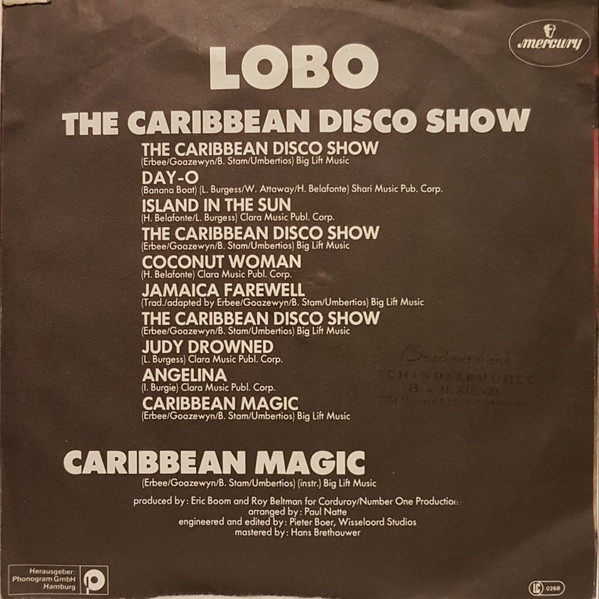 LOBO
mercury
THE CARIBBEAN DISCO SHOW
THE CARIBBEAN DISCO SHOW
(Erbee/Goazewyn/B. Stam/Umbertios) Big Lift Music
DAY-O
(Banana Boat) (L. Burgess/W. Attaway/H. Belafonte) Shari Music Pub. Corp.
ISLAND IN THE SUN
(H. Belafonte/L. Burgess) Clara Music Publ. Corp.
THE CARIBBEAN DISCO SHOW
(Erbee/Goazewyn/B. Stam/Umbertios) Big Lift Music
COCONUT WOMAN
(H. Belafonte) Clara Music Publ. Corp.
JAMAICA FAREWELL
(Trad./adapted by Erbee/Goazewyn/B. Stam/Umbertios) Big Lift Music
THE CARIBBEAN DISCO SHOW
(Erbee/Goazewyn/B. Stam/Umbertios) Big Lift Music
JUDY DROWNED
(L. Burgess) Clara Music Publ. Corp.
ANGELINA
(I. Burgie) Clara Music Publ. Corp.
CARIBBEAN MAGIC
(Erbee/Goazewyn/B. Stam/Umbertios) Big Lift Music
CARIBBEAN MAGIC
(Erbee/Goazewyn/B. Stam/Umbertios) (instr.) Big Lift Music
produced by: Eric Boom and Roy Beltman for Corduroy/Number One Production
arranged by: Paul Natte
engineered and edited by: Pieter Boer, Wisseloord Studios
mastered by: Hans Brethouwer
Herausgeber:
Phonogram GmbH
Hamburg
P
LC 0268